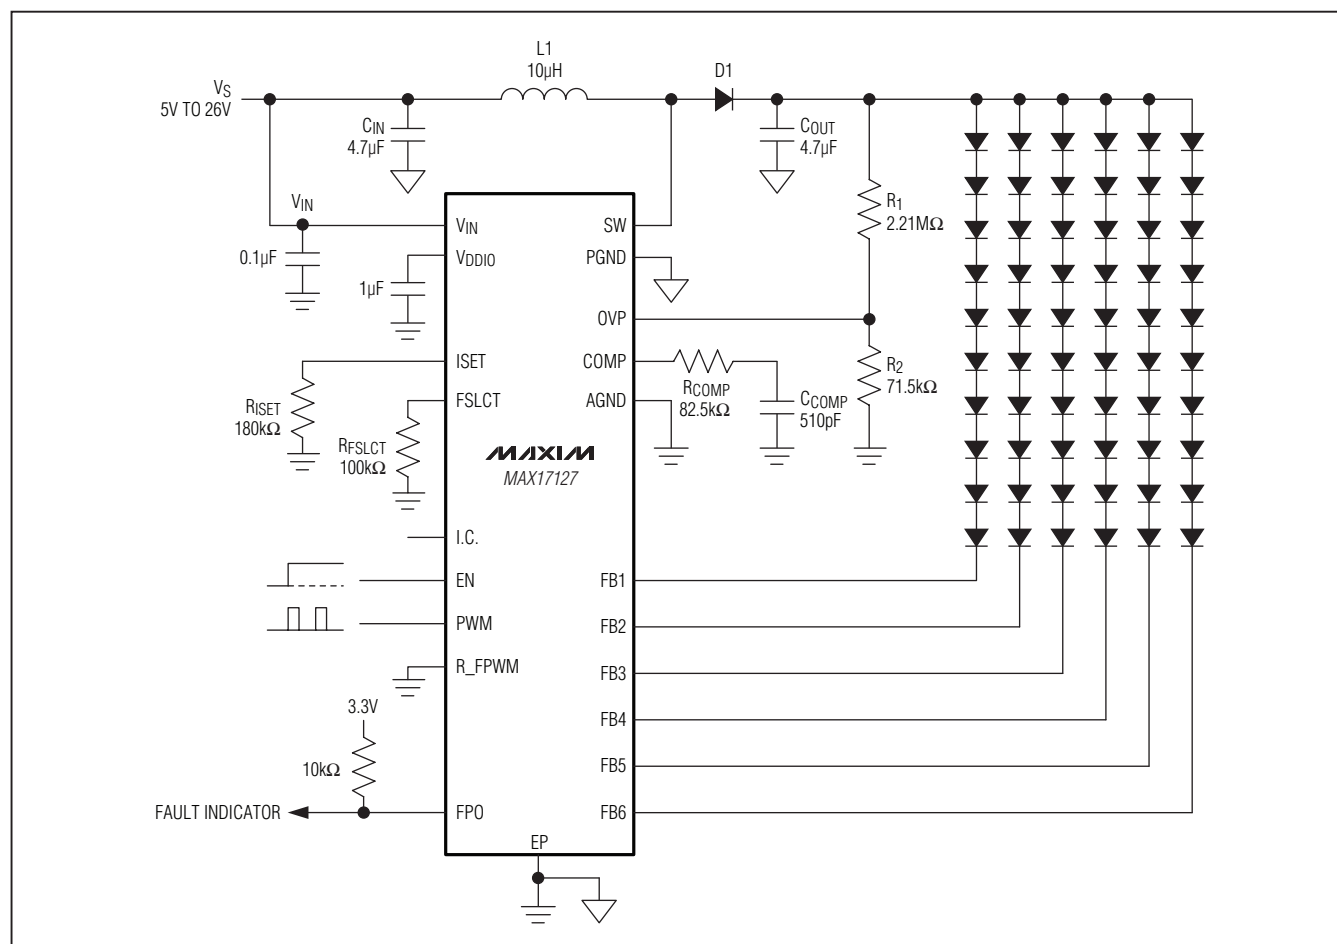 L1
10µH
D1
VS
5V TO 26V
CIN
4.7µF
COUT
4.7µF
VIN
0.1µF
1µF
R1
2.21MΩ
R2
71.5kΩ
VIN
VDDIO
ISET
FSLCT
I.C.
EN
PWM
R_FPWM
FPO
SW
PGND
OVP
COMP
AGND
FB1
FB2
FB3
FB4
FB5
FB6
EP
MAXIM
MAX17127
RISET
180kΩ
RFSLCT
100kΩ
RCOMP
82.5kΩ
CCOMP
510pF
3.3V
10kΩ
FAULT INDICATOR